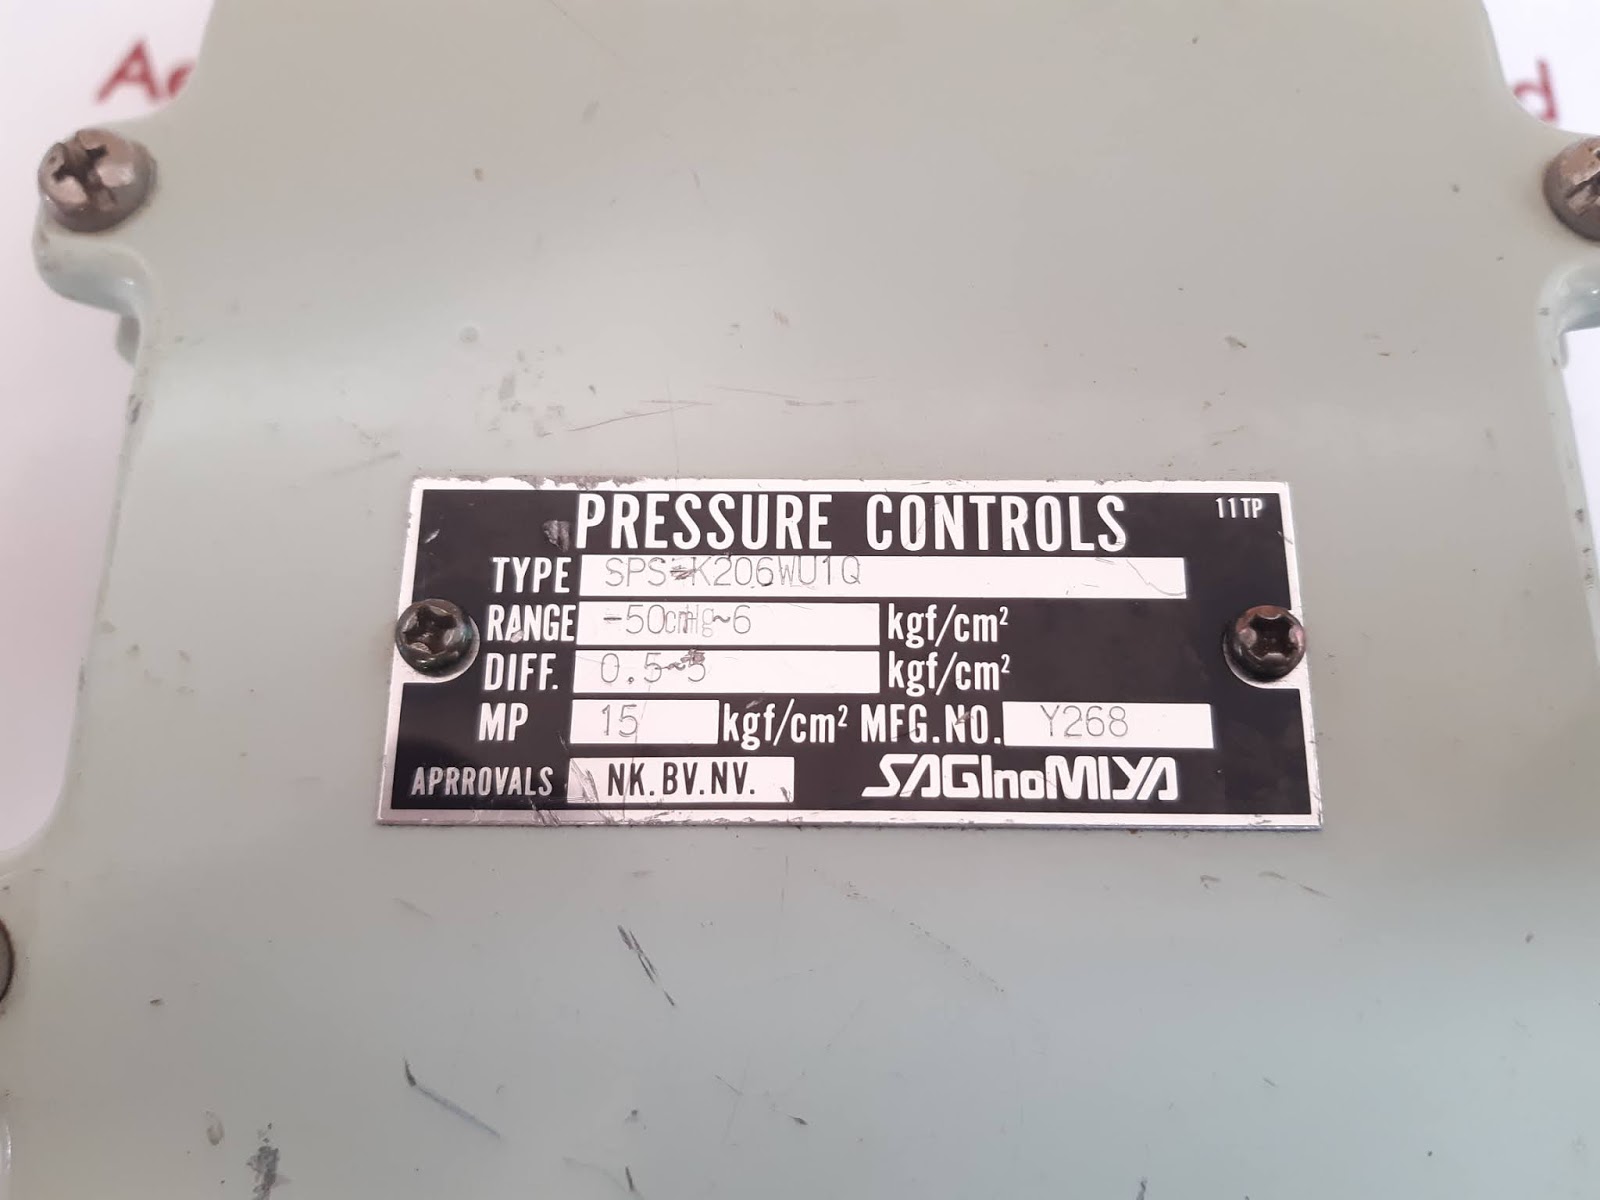 PRESSURE CONTROLS 11TP
TYPE SPS-K206WU1Q
RANGE -50cmHg~6 kgf/cm²
DIFF. 0.5~5 kgf/cm²
MP 15 kgf/cm² MFG.NO. Y268
APRROVALS NK.BV.NV. SAGInoMIYA